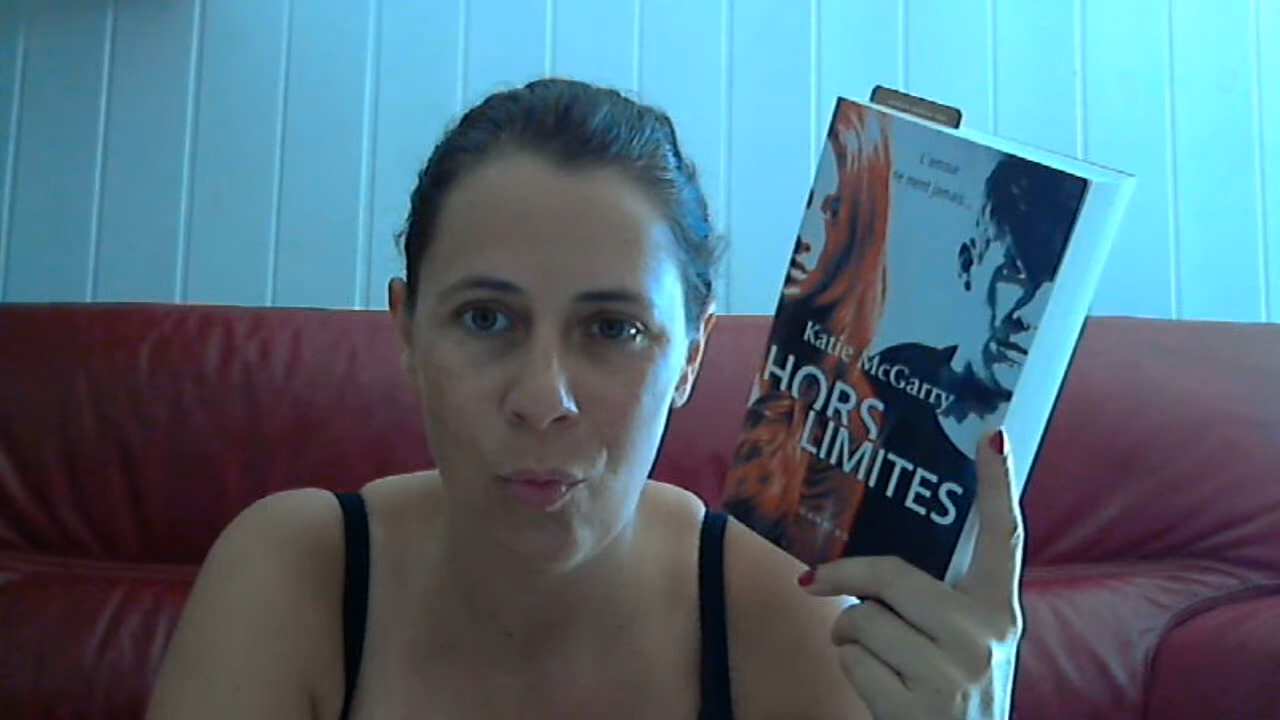 L'amour
ne ment jamais...
Katie McGarry
HORS
LIMITES